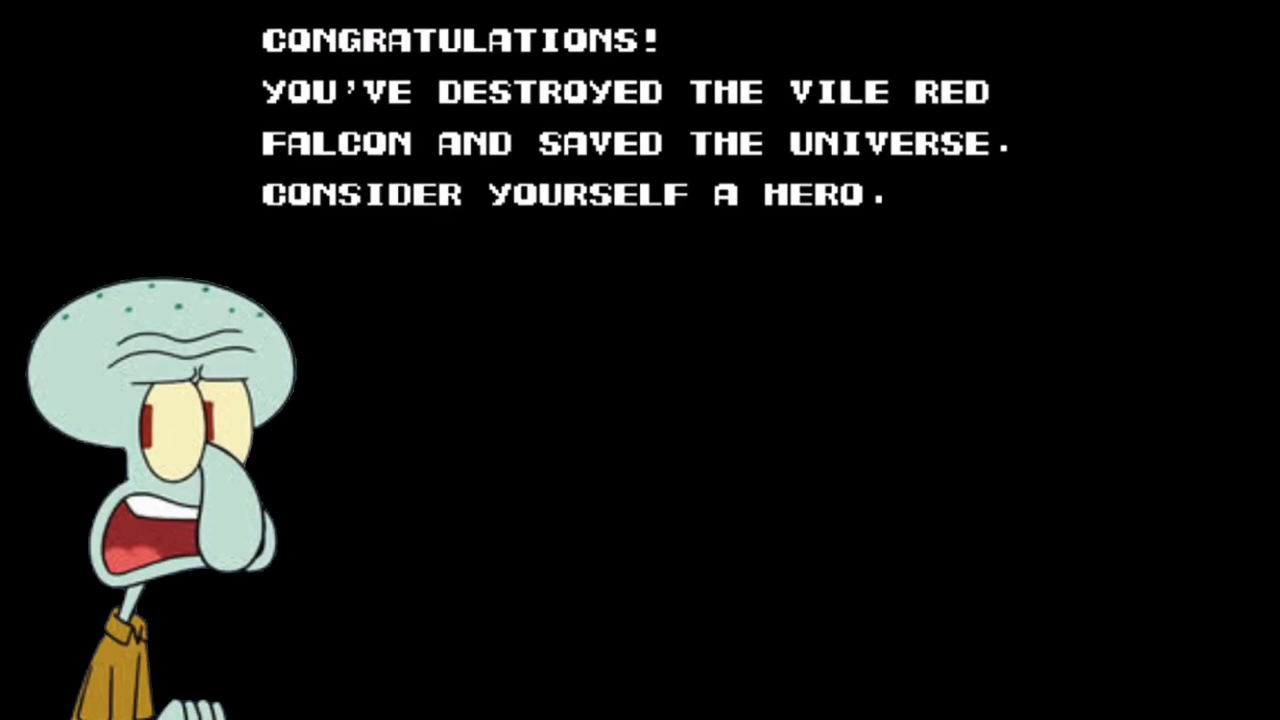 CONGRATULATIONS!
YOU'VE DESTROYED THE VILE RED
FALCON AND SAVED THE UNIVERSE.
CONSIDER YOURSELF A HERO.